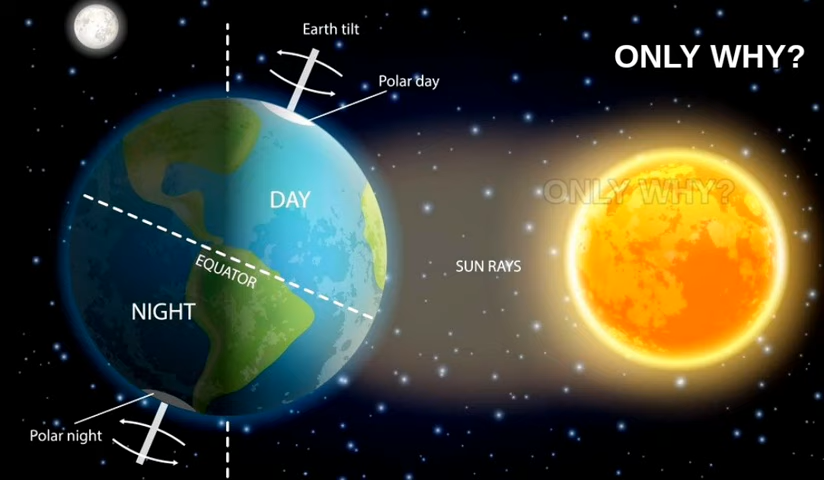 Earth tilt
ONLY WHY?
Polar day
ONLY WHY?
DAY
EQUATOR
SUN RAYS
NIGHT
Polar night